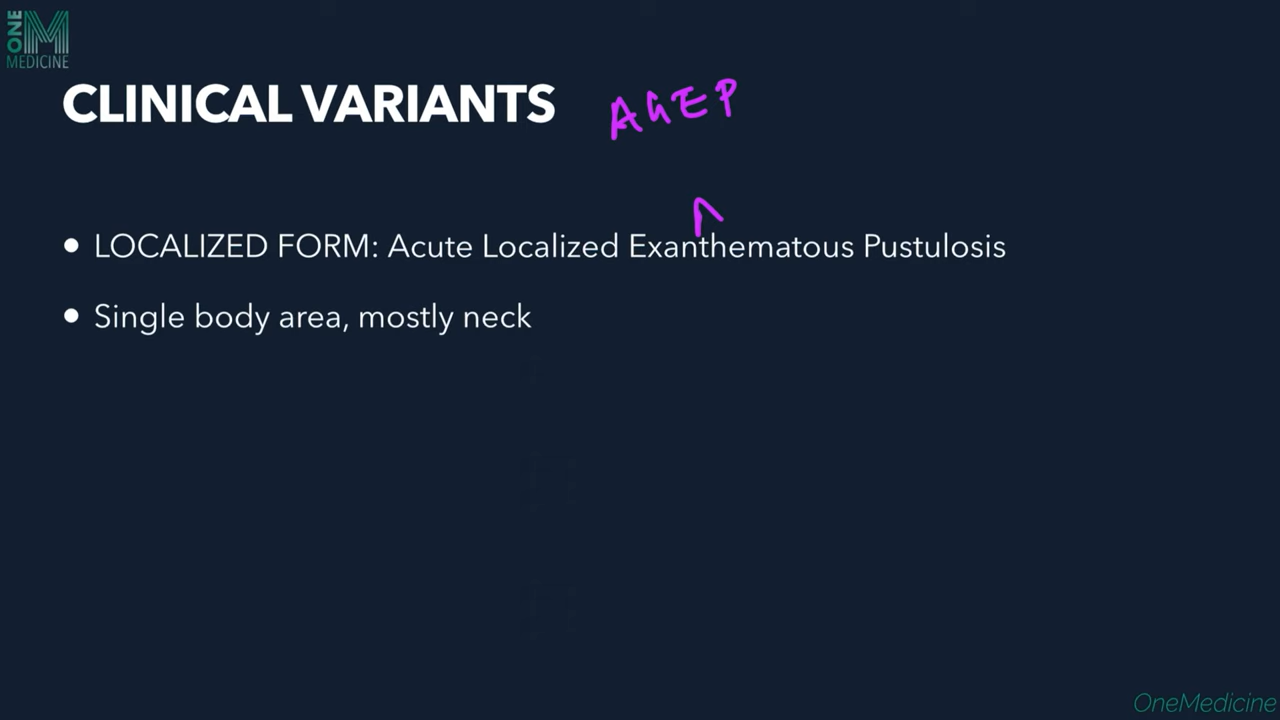 ONE
M
MEDICINE
CLINICAL VARIANTS AGEP
• LOCALIZED FORM: Acute Localized Exanthematous Pustulosis
• Single body area, mostly neck
OneMedicine